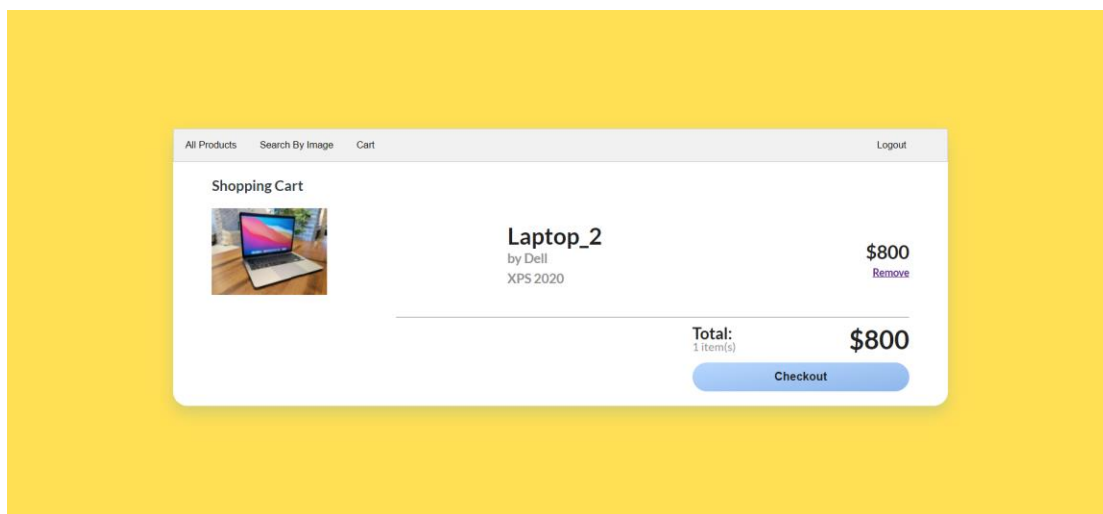 All Products Search By Image Cart Logout
Shopping Cart
Laptop_2
by Dell
XPS 2020
$800
Remove
Total:
1 item(s)
$800
Checkout